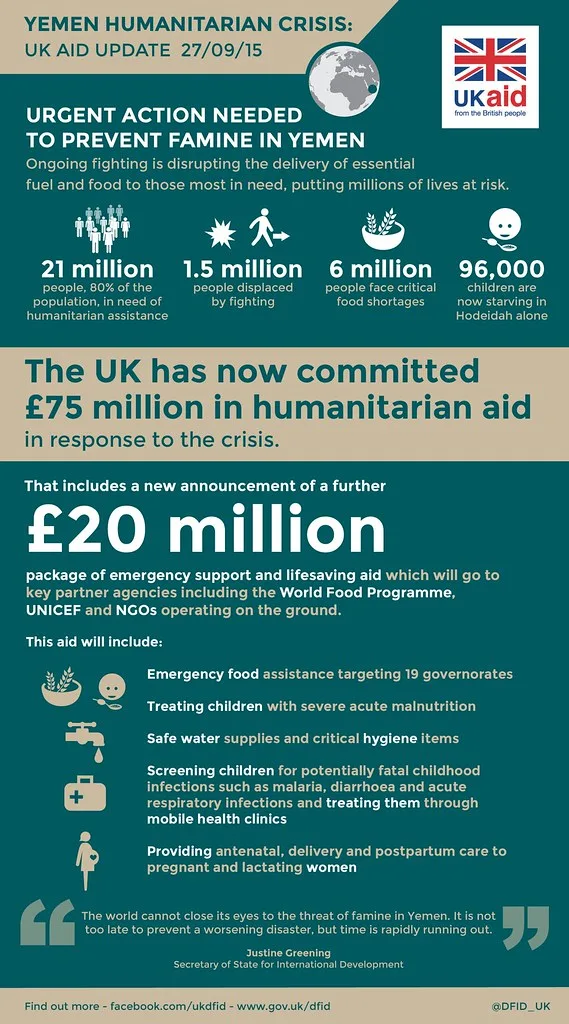 YEMEN HUMANITARIAN CRISIS:
UK AID UPDATE 27/09/15
UKaid
from the British people
URGENT ACTION NEEDED
TO PREVENT FAMINE IN YEMEN
Ongoing fighting is disrupting the delivery of essential
fuel and food to those most in need, putting millions of lives at risk.
21 million
people, 80% of the
population, in need of
humanitarian assistance
1.5 million
people displaced
by fighting
6 million
people face critical
food shortages
96,000
children are
now starving in
Hodeidah alone
The UK has now committed
£75 million in humanitarian aid
in response to the crisis.
That includes a new announcement of a further
£20 million
package of emergency support and lifesaving aid which will go to
key partner agencies including the World Food Programme,
UNICEF and NGOs operating on the ground.
This aid will include:
Emergency food assistance targeting 19 governorates
Treating children with severe acute malnutrition
Safe water supplies and critical hygiene items
Screening children for potentially fatal childhood
infections such as malaria, diarrhoea and acute
respiratory infections and treating them through
mobile health clinics
Providing antenatal, delivery and postpartum care to
pregnant and lactating women
“The world cannot close its eyes to the threat of famine in Yemen. It is not
too late to prevent a worsening disaster, but time is rapidly running out.”
Justine Greening
Secretary of State for International Development
Find out more - facebook.com/ukdfid - www.gov.uk/dfid
@DFID_UK